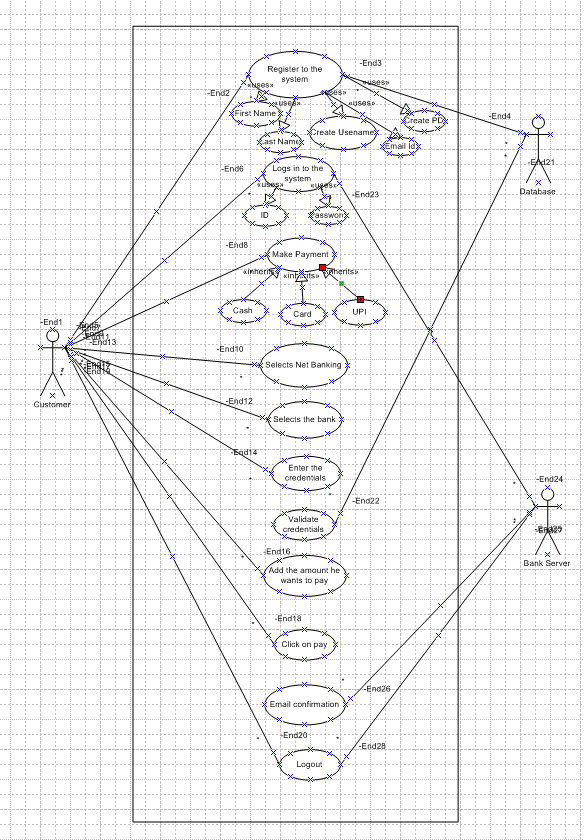 -End3
Register to the
system
«uses»
«uses»
-End2
«uses»
«uses»
First Name
-End4
Create PD
Create Usename
Last Name
Email Id
-End21
Database
-End6
Logs in to the
system
«uses»
«uses»
-End23
ID
Passwor
-End8
Make Payment
«inherits»
«inherits»
«inherits»
Cash
Card
UPI
-End1
-End13
Customer
-End10
Selects Net Banking
-End12
Selects the bank
-End14
Enter the
credentials
-End24
-End22
Validate
credentials
Bank Server
-End16
Add the amount he
wants to pay
-End18
Click on pay
-End26
Email confirmation
-End20
-End28
Logout